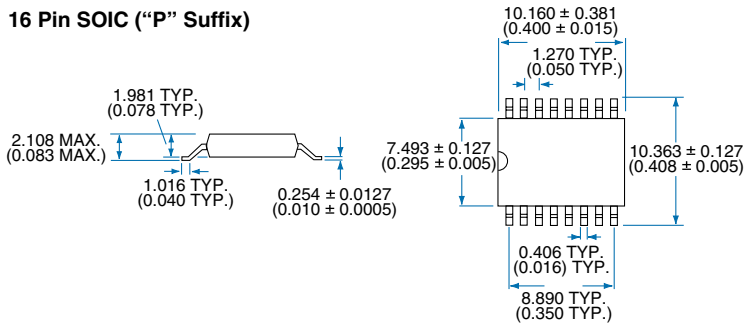 16 Pin SOIC (“P” Suffix)
10.160 ± 0.381
(0.400 ± 0.015)
1.270 TYP.
(0.050 TYP.)
1.981 TYP.
(0.078 TYP.)
2.108 MAX.
(0.083 MAX.)
7.493 ± 0.127
(0.295 ± 0.005)
10.363 ± 0.127
(0.408 ± 0.005)
1.016 TYP.
(0.040 TYP.)
0.254 ± 0.0127
(0.010 ± 0.0005)
0.406 TYP.
(0.016) TYP.
8.890 TYP.
(0.350 TYP.)